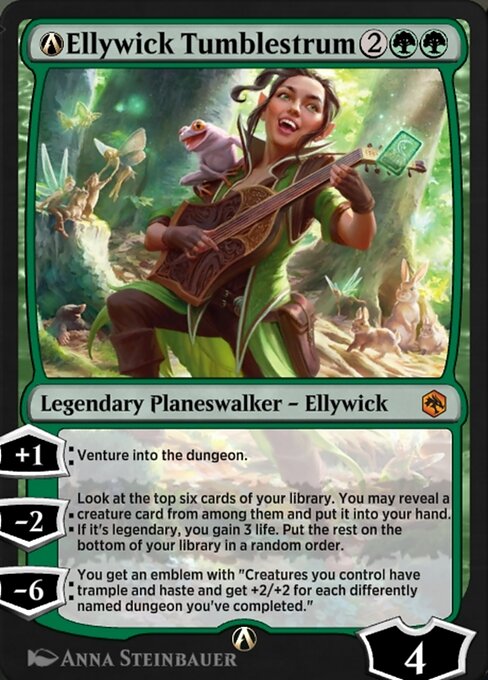 Ellywick Tumblestrum 2
Legendary Planeswalker – Ellywick
+1: Venture into the dungeon.
Look at the top six cards of your library. You may reveal a
−2: creature card from among them and put it into your hand.
If it's legendary, you gain 3 life. Put the rest on the
bottom of your library in a random order.
You get an emblem with "Creatures you control have
−6: trample and haste and get +2/+2 for each differently
named dungeon you've completed."
4
Anna Steinbauer